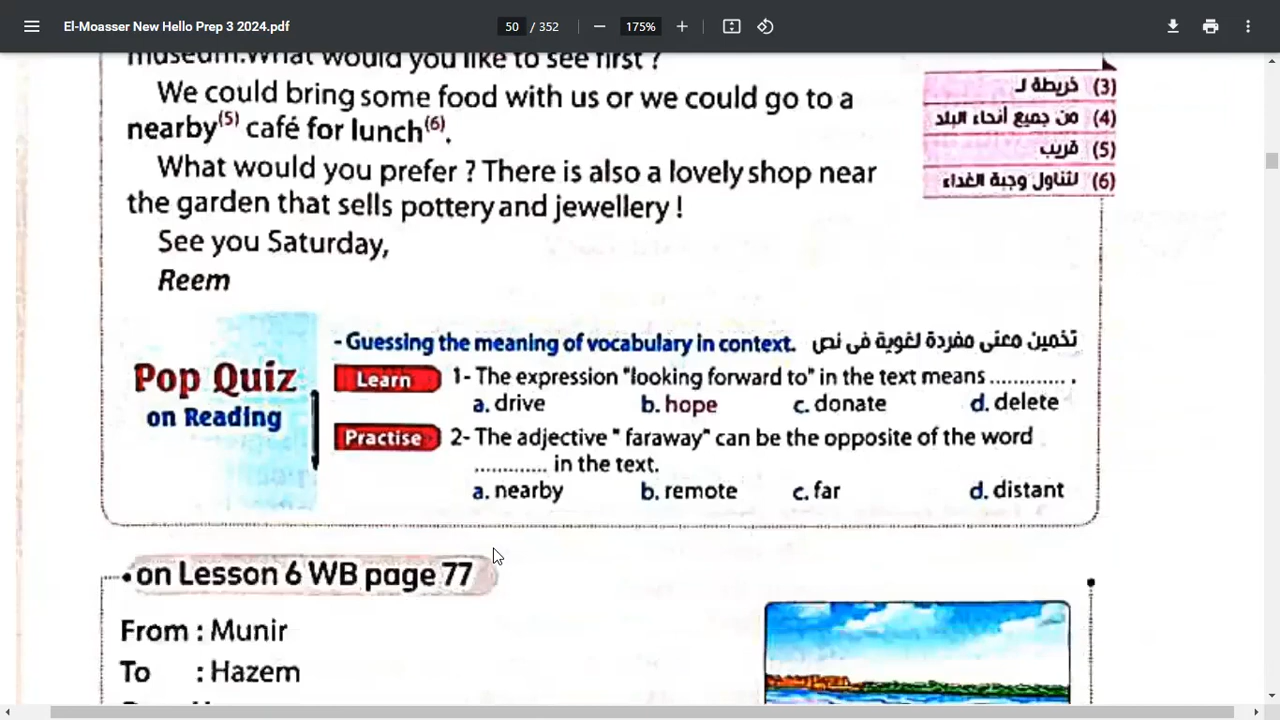 El-Moasser New Hello Prep 3 2024.pdf
50 / 352
175%
museum.What would you like to see first ?
We could bring some food with us or we could go to a
nearby(5) café for lunch(6).
What would you prefer ? There is also a lovely shop near
the garden that sells pottery and jewellery !
See you Saturday,
Reem
(3) خريطة لـ
(4) من جميع أنحاء البلد
(5) قريب
(6) لتناول وجبة الغداء
Pop Quiz
on Reading
- Guessing the meaning of vocabulary in context. تخمين معنى مفردة لغوية فى نص
Learn 1- The expression "looking forward to" in the text means ............. .
a. drive b. hope c. donate d. delete
Practise 2- The adjective " faraway" can be the opposite of the word
............. in the text.
a. nearby b. remote c. far d. distant
on Lesson 6 WB page 77
From : Munir
To : Hazem